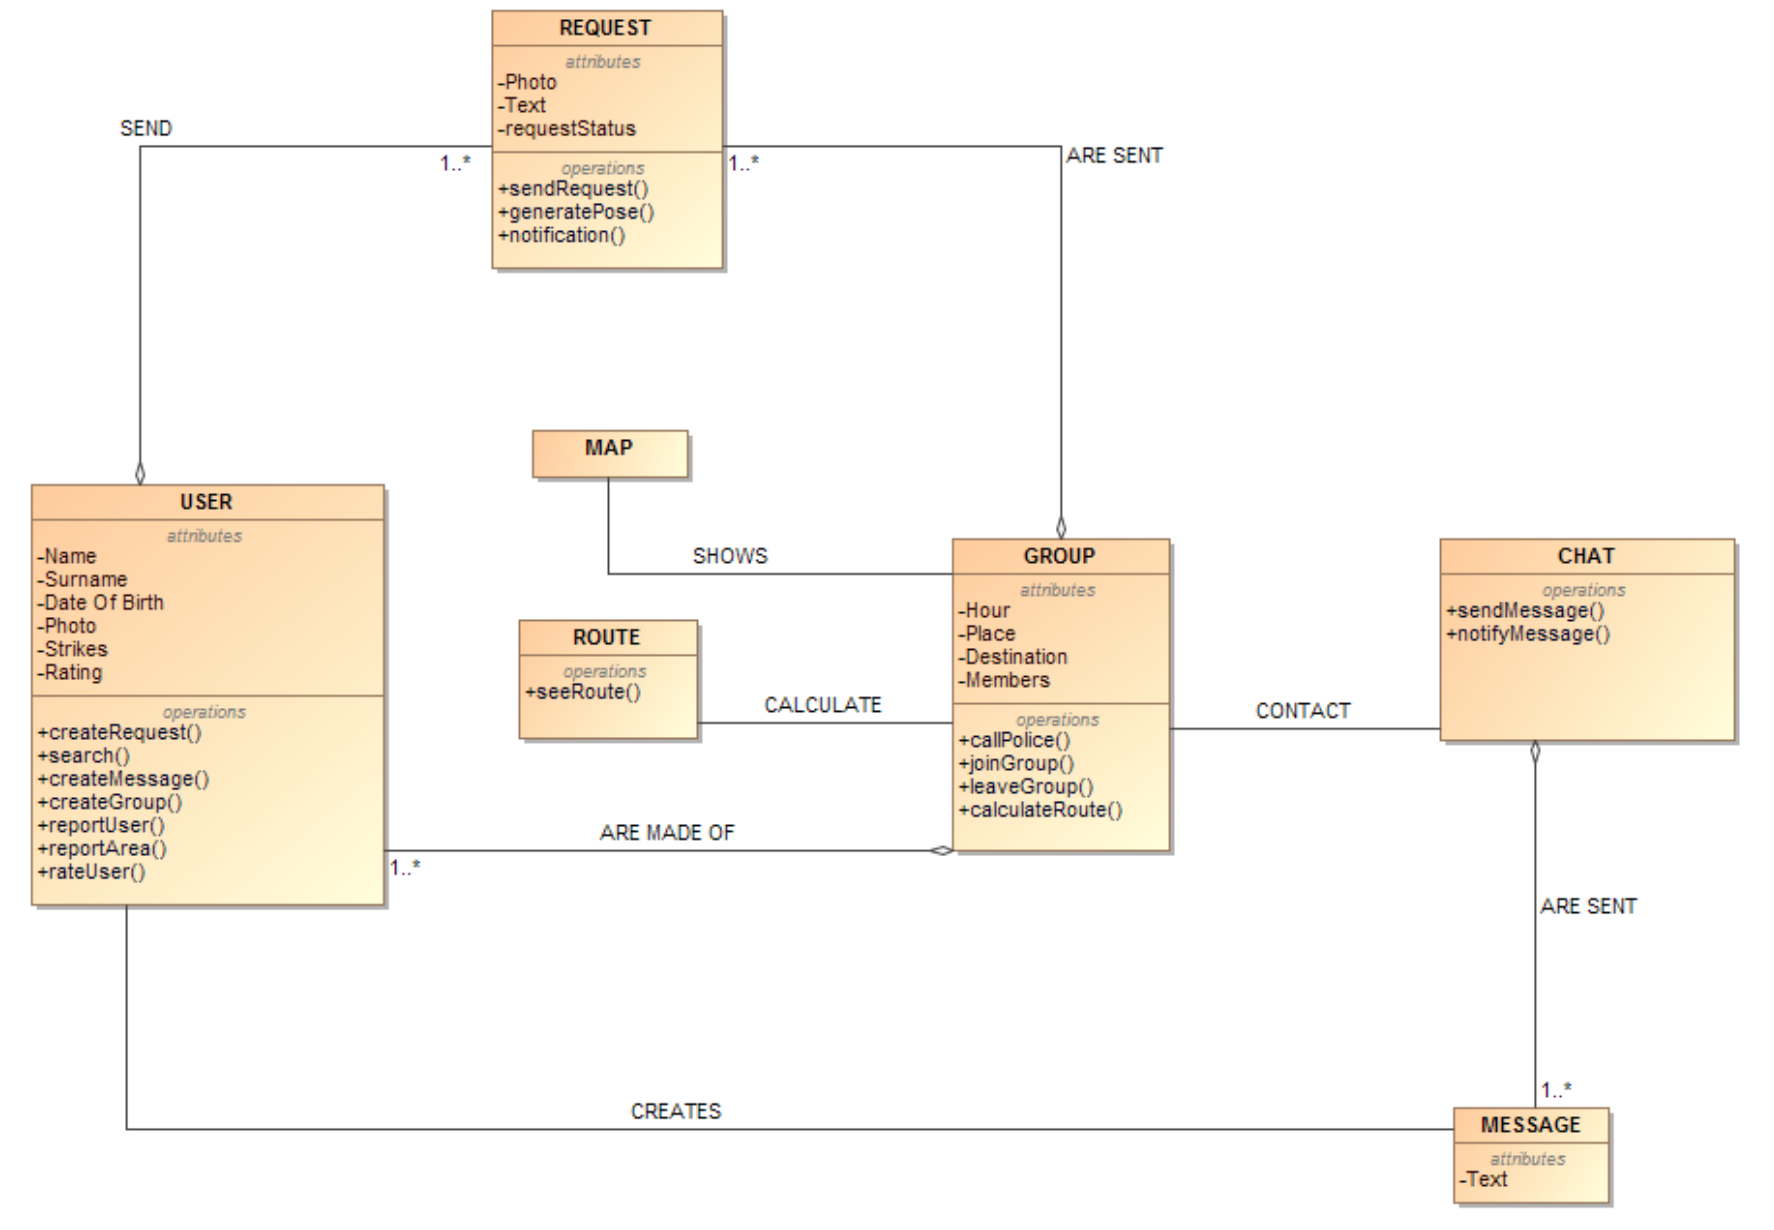 REQUEST
attributes
-Photo
-Text
-requestStatus
operations
+sendRequest()
+generatePose()
+notification()
SEND
1..*
1..*
ARE SENT
MAP
SHOWS
USER
attributes
-Name
-Surname
-Date Of Birth
-Photo
-Strikes
-Rating
operations
+createRequest()
+search()
+createMessage()
+createGroup()
+reportUser()
+reportArea()
+rateUser()
ROUTE
operations
+seeRoute()
CALCULATE
GROUP
attributes
-Hour
-Place
-Destination
-Members
operations
+callPolice()
+joinGroup()
+leaveGroup()
+calculateRoute()
CHAT
operations
+sendMessage()
+notifyMessage()
CONTACT
ARE MADE OF
1..*
ARE SENT
1..*
CREATES
MESSAGE
attributes
-Text